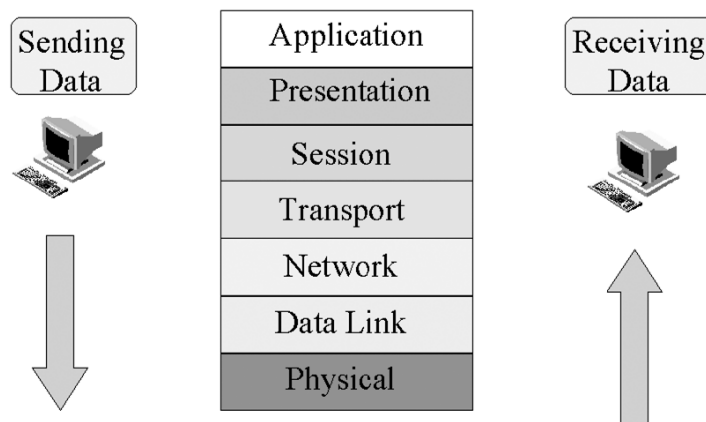 Sending
Data
Application
Presentation
Session
Transport
Network
Data Link
Physical
Receiving
Data